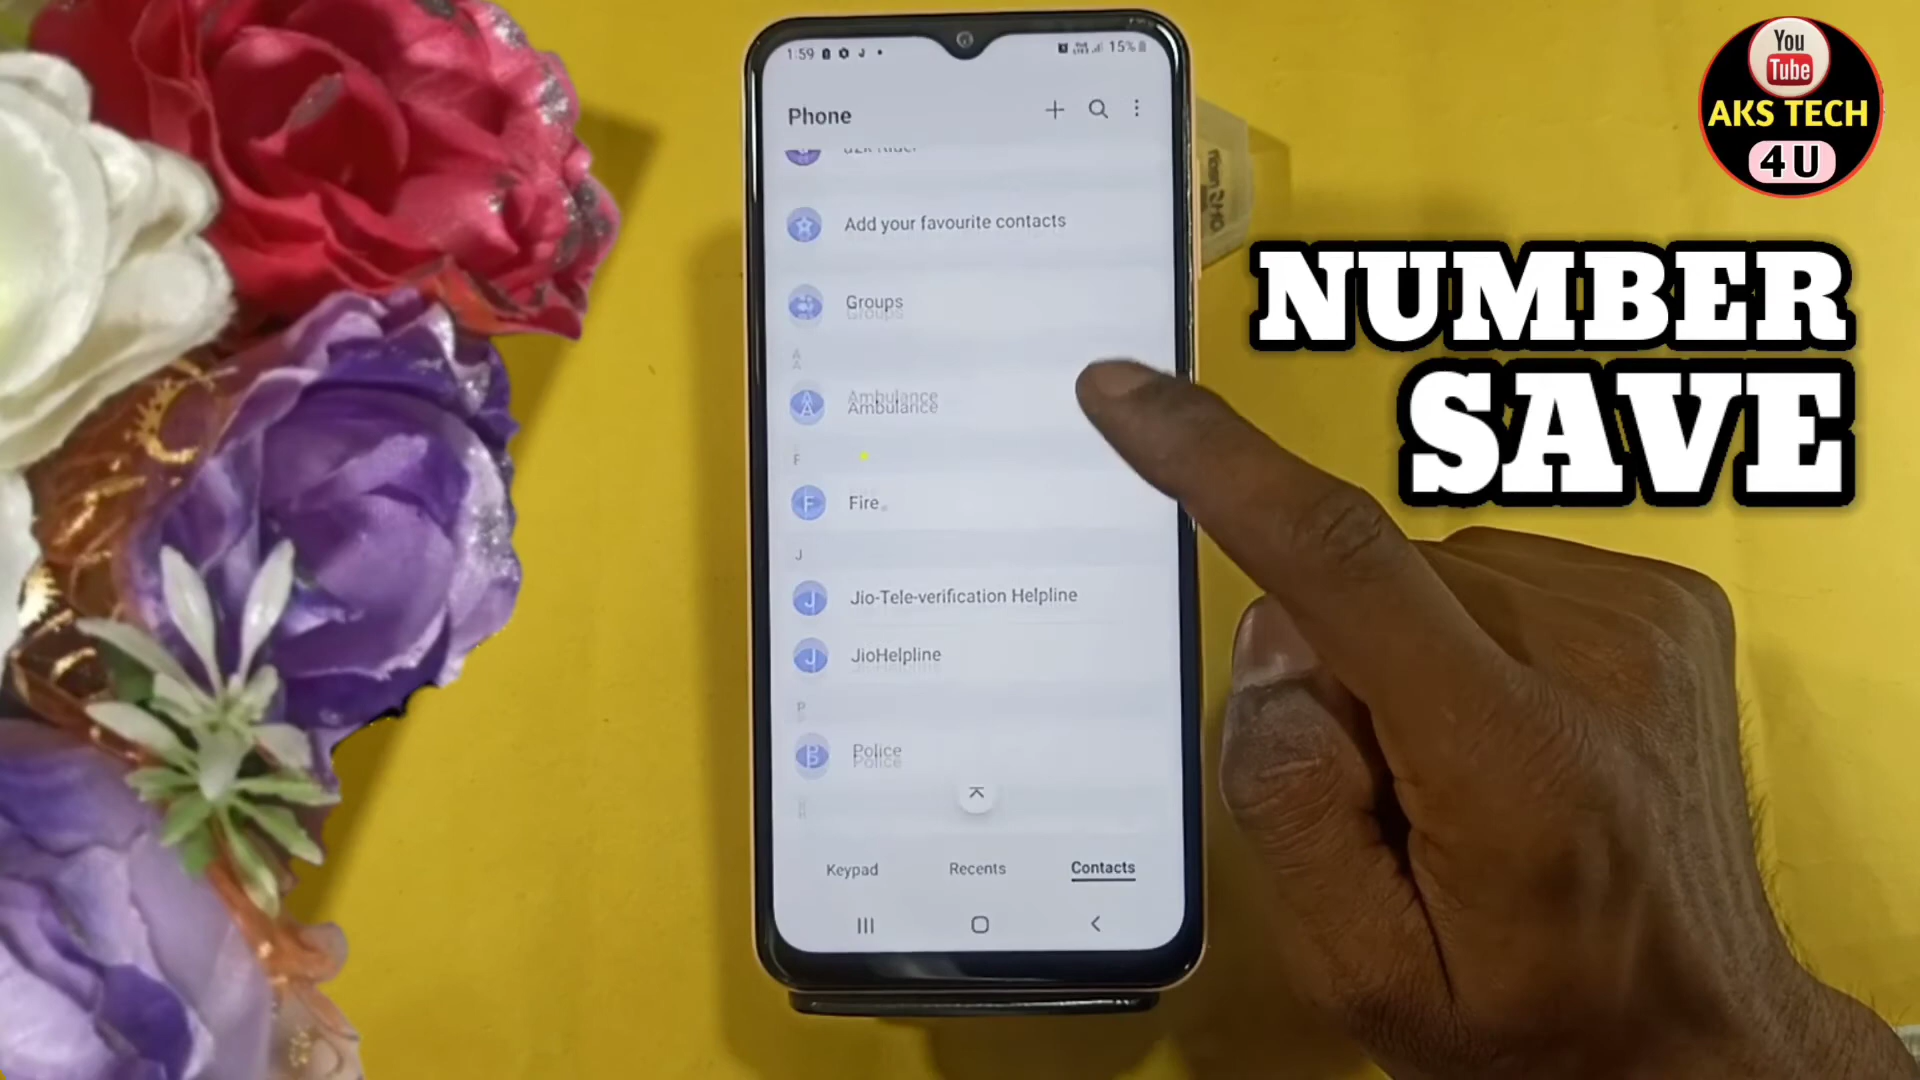 1:59
15%
Phone
Add your favourite contacts
Groups
A
A Ambulance
F
F Fire
J
J Jio-Tele-verification Helpline
J JioHelpline
P
P Police
Keypad Recents Contacts
You
Tube
AKS TECH
4U
NUMBER
SAVE